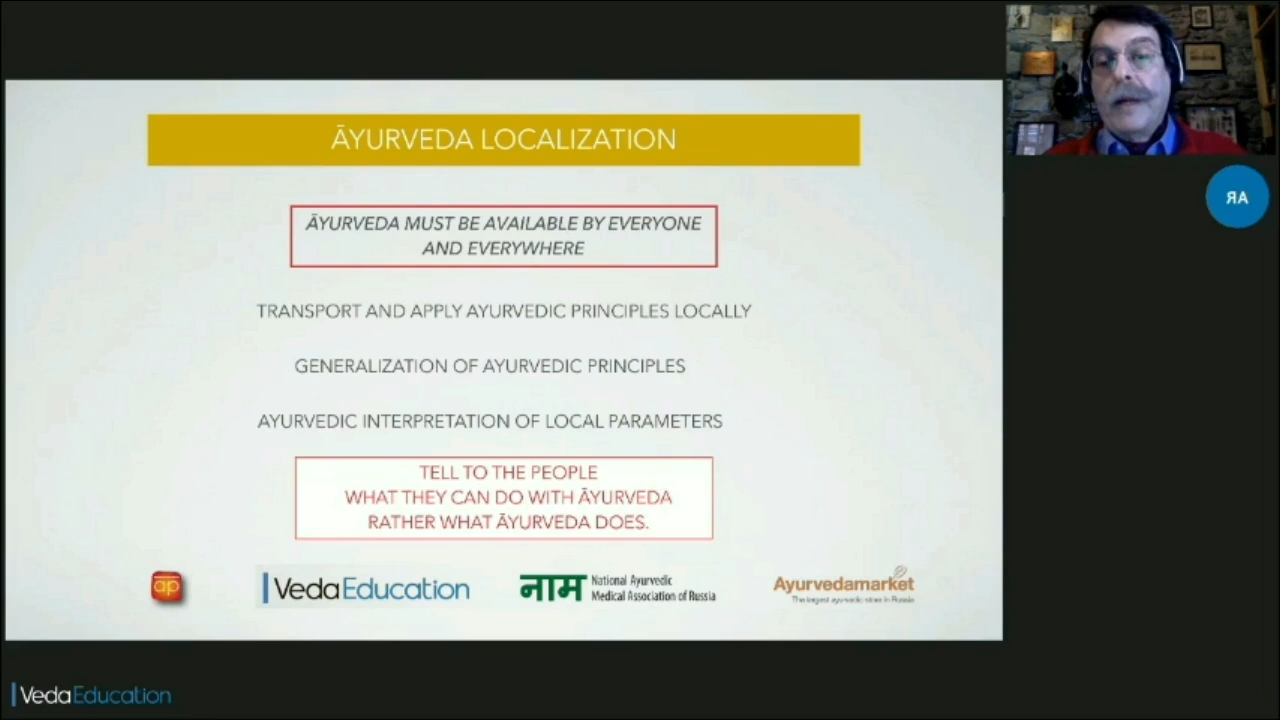 ĀYURVEDA LOCALIZATION
ĀYURVEDA MUST BE AVAILABLE BY EVERYONE
AND EVERYWHERE
TRANSPORT AND APPLY AYURVEDIC PRINCIPLES LOCALLY
GENERALIZATION OF AYURVEDIC PRINCIPLES
AYURVEDIC INTERPRETATION OF LOCAL PARAMETERS
TELL TO THE PEOPLE
WHAT THEY CAN DO WITH ĀYURVEDA
RATHER WHAT ĀYURVEDA DOES.
ap
VedaEducation
नाम
National Ayurvedic
Medical Association of Russia
Ayurvedamarket
The largest ayurvedic store in Russia
ЯА
VedaEducation